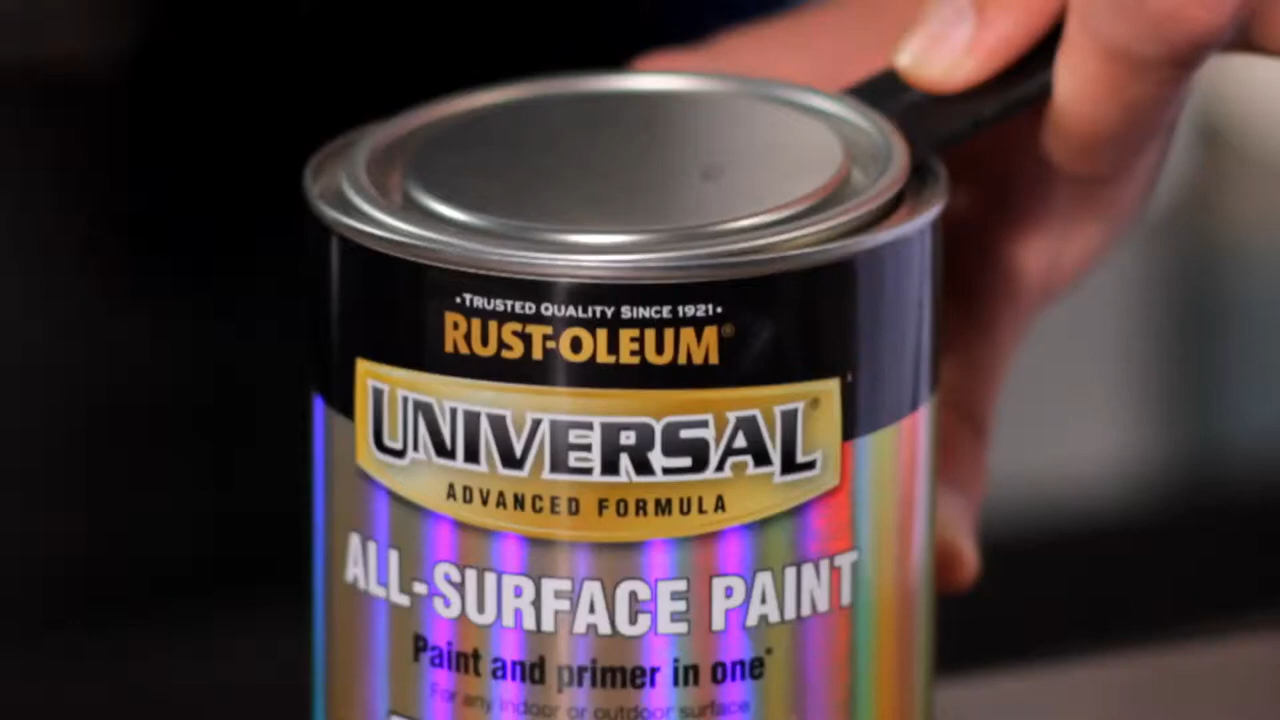 •TRUSTED QUALITY SINCE 1921•
RUST-OLEUM®
UNIVERSAL®
ADVANCED FORMULA
ALL-SURFACE PAINT
Paint and primer in one*
For any indoor or outdoor surface